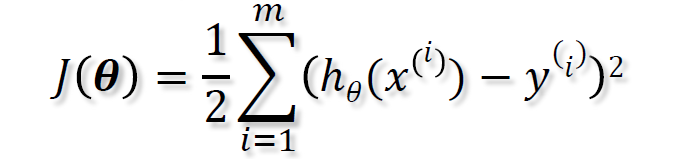 J(θ) = 1/2 ∑_{i=1}^{m} (h_θ(x^{(i)}) − y^{(i)})²